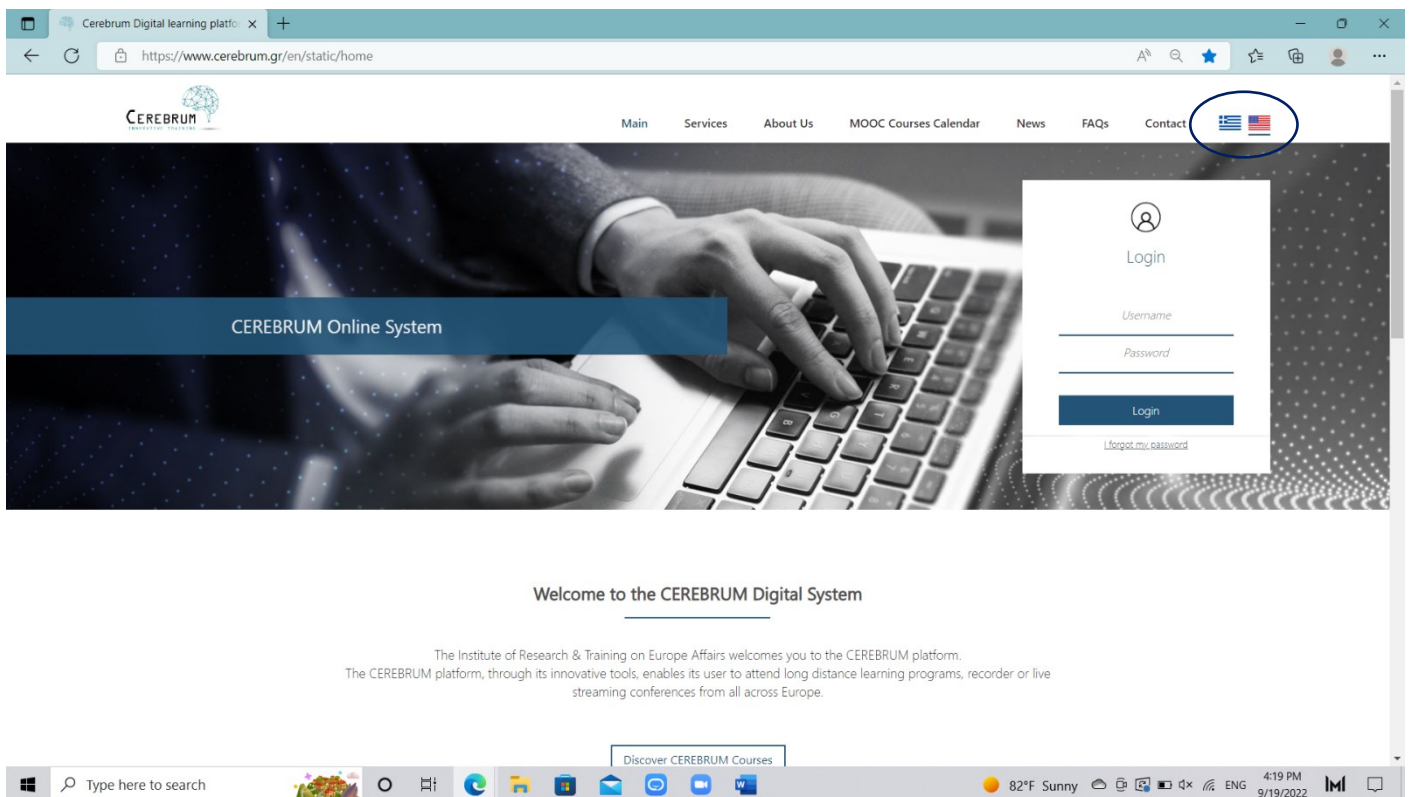 Cerebrum Digital learning platfo
https://www.cerebrum.gr/en/static/home
CEREBRUM
INNOVATIVE TRAINING
Main Services About Us MOOC Courses Calendar News FAQs Contact
Login
Username
Password
Login
I forgot my password
CEREBRUM Online System
Welcome to the CEREBRUM Digital System
The Institute of Research & Training on Europe Affairs welcomes you to the CEREBRUM platform.
The CEREBRUM platform, through its innovative tools, enables its user to attend long distance learning programs, recorder or live
streaming conferences from all across Europe.
Discover CEREBRUM Courses
Type here to search
82°F Sunny
ENG
4:19 PM
9/19/2022